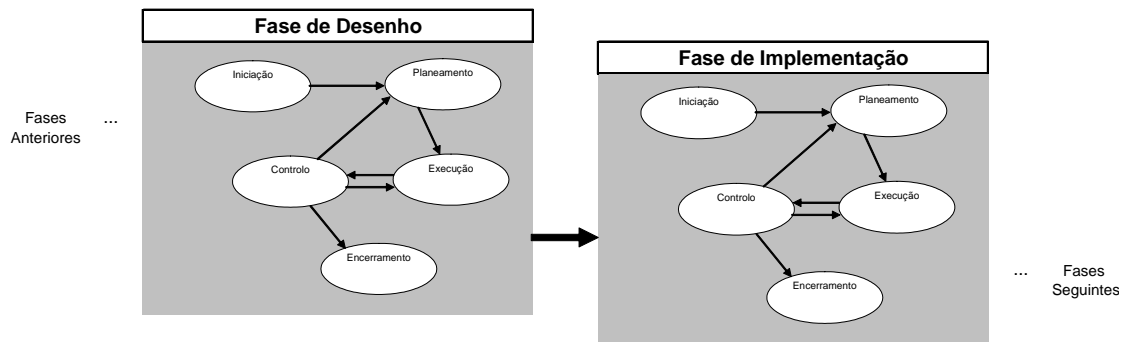 Fase de Desenho
Iniciação
Planeamento
Fases
Anteriores
...
Controlo
Execução
Encerramento
Fase de Implementação
Iniciação
Planeamento
Controlo
Execução
Encerramento
...
Fases
Seguintes